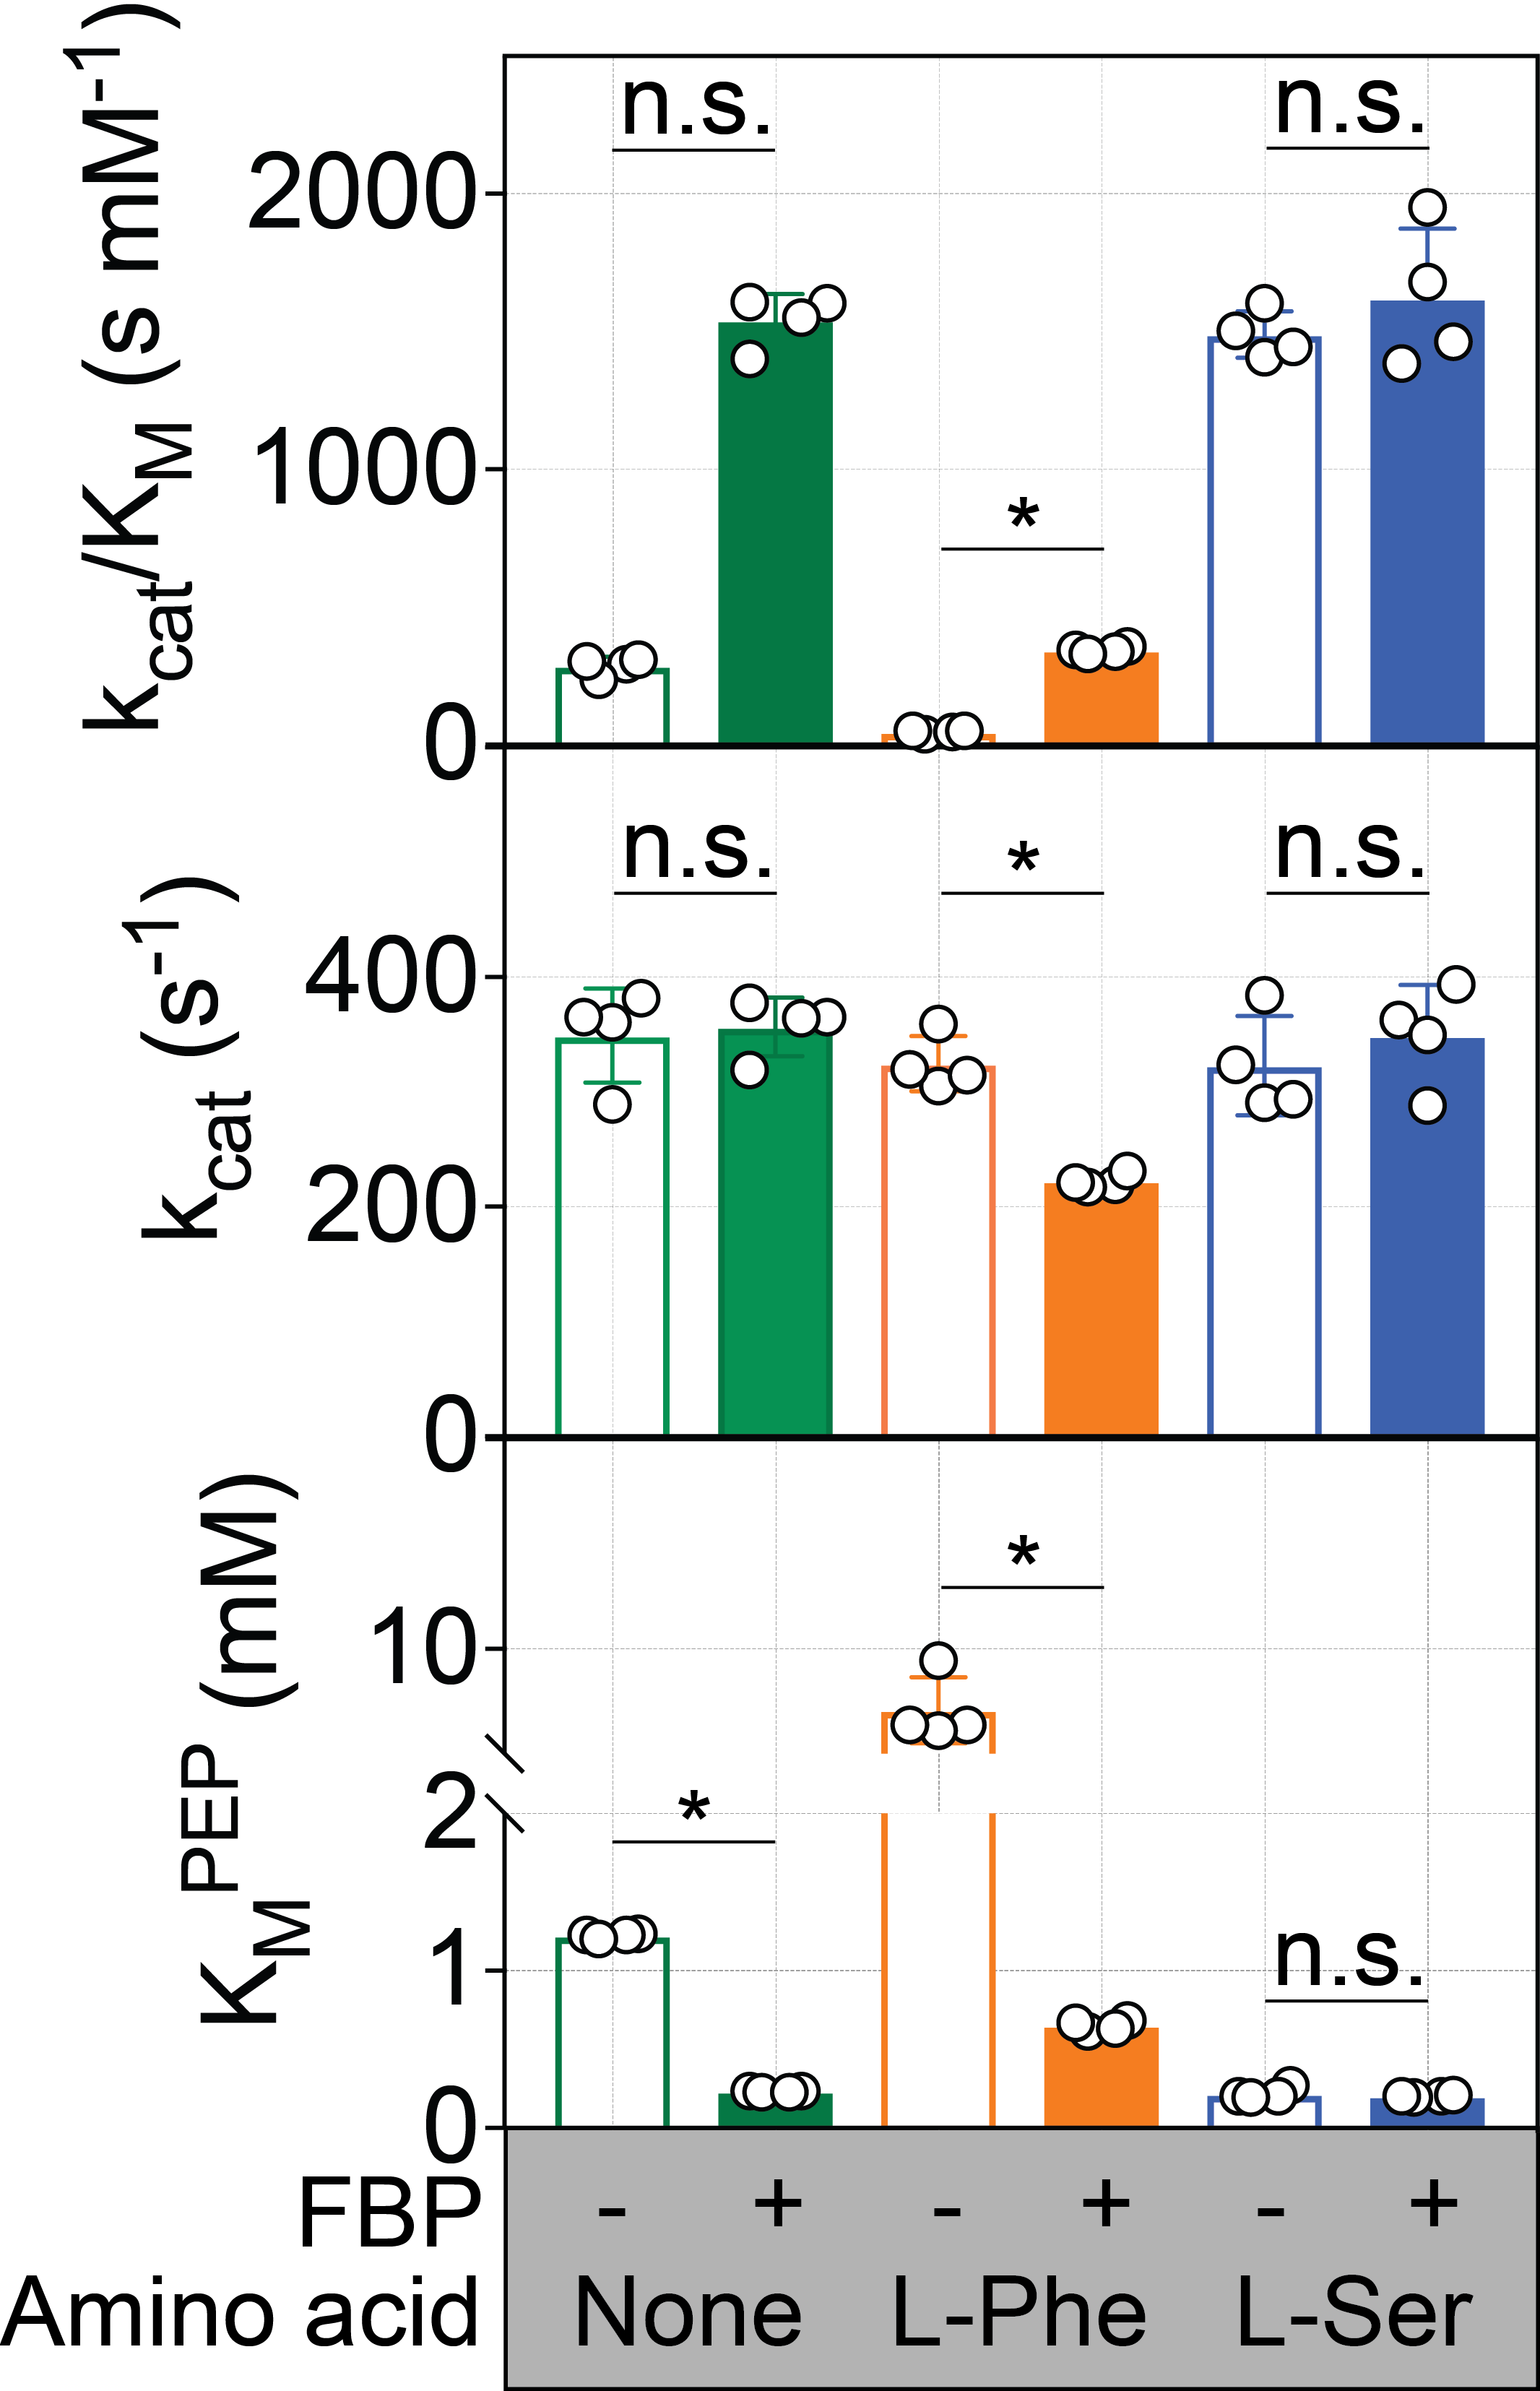 kcat/KM (s mM-1)
2000
1000
0
n.s.
*
n.s.
kcat (s-1)
400
200
0
n.s.
*
n.s.
KMPEP (mM)
10
2
1
0
*
*
n.s.
FBP - + - + - +
Amino acid None L-Phe L-Ser